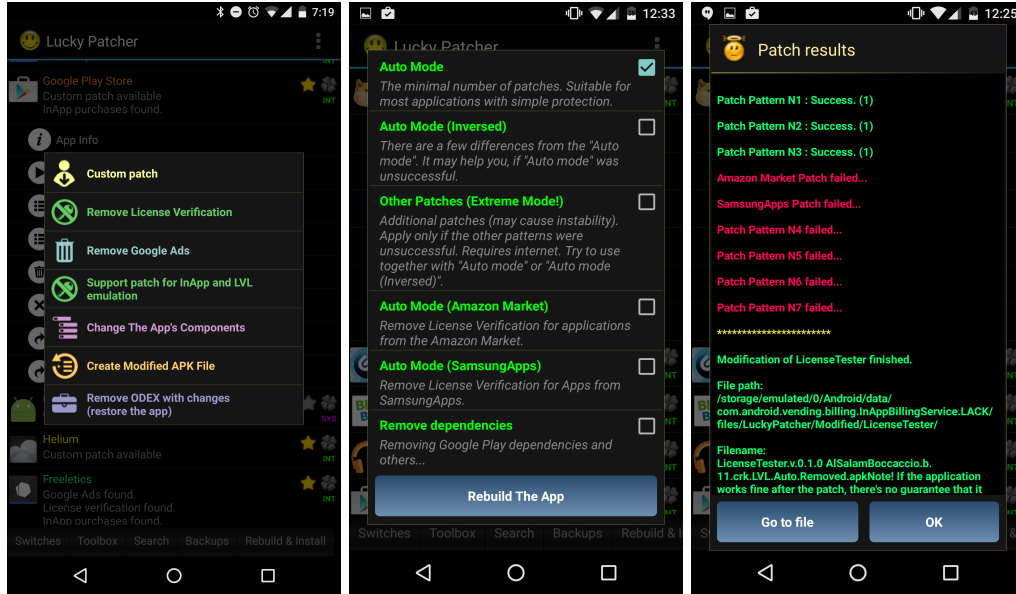 7:19
Lucky Patcher
Google Play Store
Custom patch available
InApp purchases found.
INT
App Info
Custom patch
Remove License Verification
Remove Google Ads
Support patch for InApp and LVL
emulation
Change The App's Components
Create Modified APK File
Remove ODEX with changes
(restore the app)
SYS
Helium
Custom patch available
INT
Freeletics
Google Ads found.
License verification found.
InApp purchases found.
INT
Switches
Toolbox
Search
Backups
Rebuild & Install
12:33
Lucky Patcher
Auto Mode
The minimal number of patches. Suitable for
most applications with simple protection.
Auto Mode (Inversed)
There are a few differences from the "Auto
mode". It may help you, if "Auto mode" was
unsuccessful.
Other Patches (Extreme Mode!)
Additional patches (may cause instability).
Apply only if the other patterns were
unsuccessful. Requires internet. Try to use
together with "Auto mode" or "Auto mode
(Inversed)".
Auto Mode (Amazon Market)
Remove License Verification for applications
from the Amazon Market.
Auto Mode (SamsungApps)
Remove License Verification for Apps from
SamsungApps.
Remove dependencies
Removing Google Play dependencies and
others...
Rebuild The App
Switches
Toolbox
Search
Backups
Rebuild & I
12:25
Patch results
Patch Pattern N1 : Success. (1)
Patch Pattern N2 : Success. (1)
Patch Pattern N3 : Success. (1)
Amazon Market Patch failed...
SamsungApps Patch failed...
Patch Pattern N4 failed...
Patch Pattern N5 failed...
Patch Pattern N6 failed...
Patch Pattern N7 failed...
***********************
Modification of LicenseTester finished.
File path:
/storage/emulated/0/Android/data/
com.android.vending.billing.InAppBillingService.LACK/
files/LuckyPatcher/Modified/LicenseTester/
Filename:
LicenseTester.v.0.1.0 AlSalamBoccaccio.b.
11.crk.LVL.Auto.Removed.apkNote! If the application
works fine after the patch, there's no guarantee that it
Go to file
OK